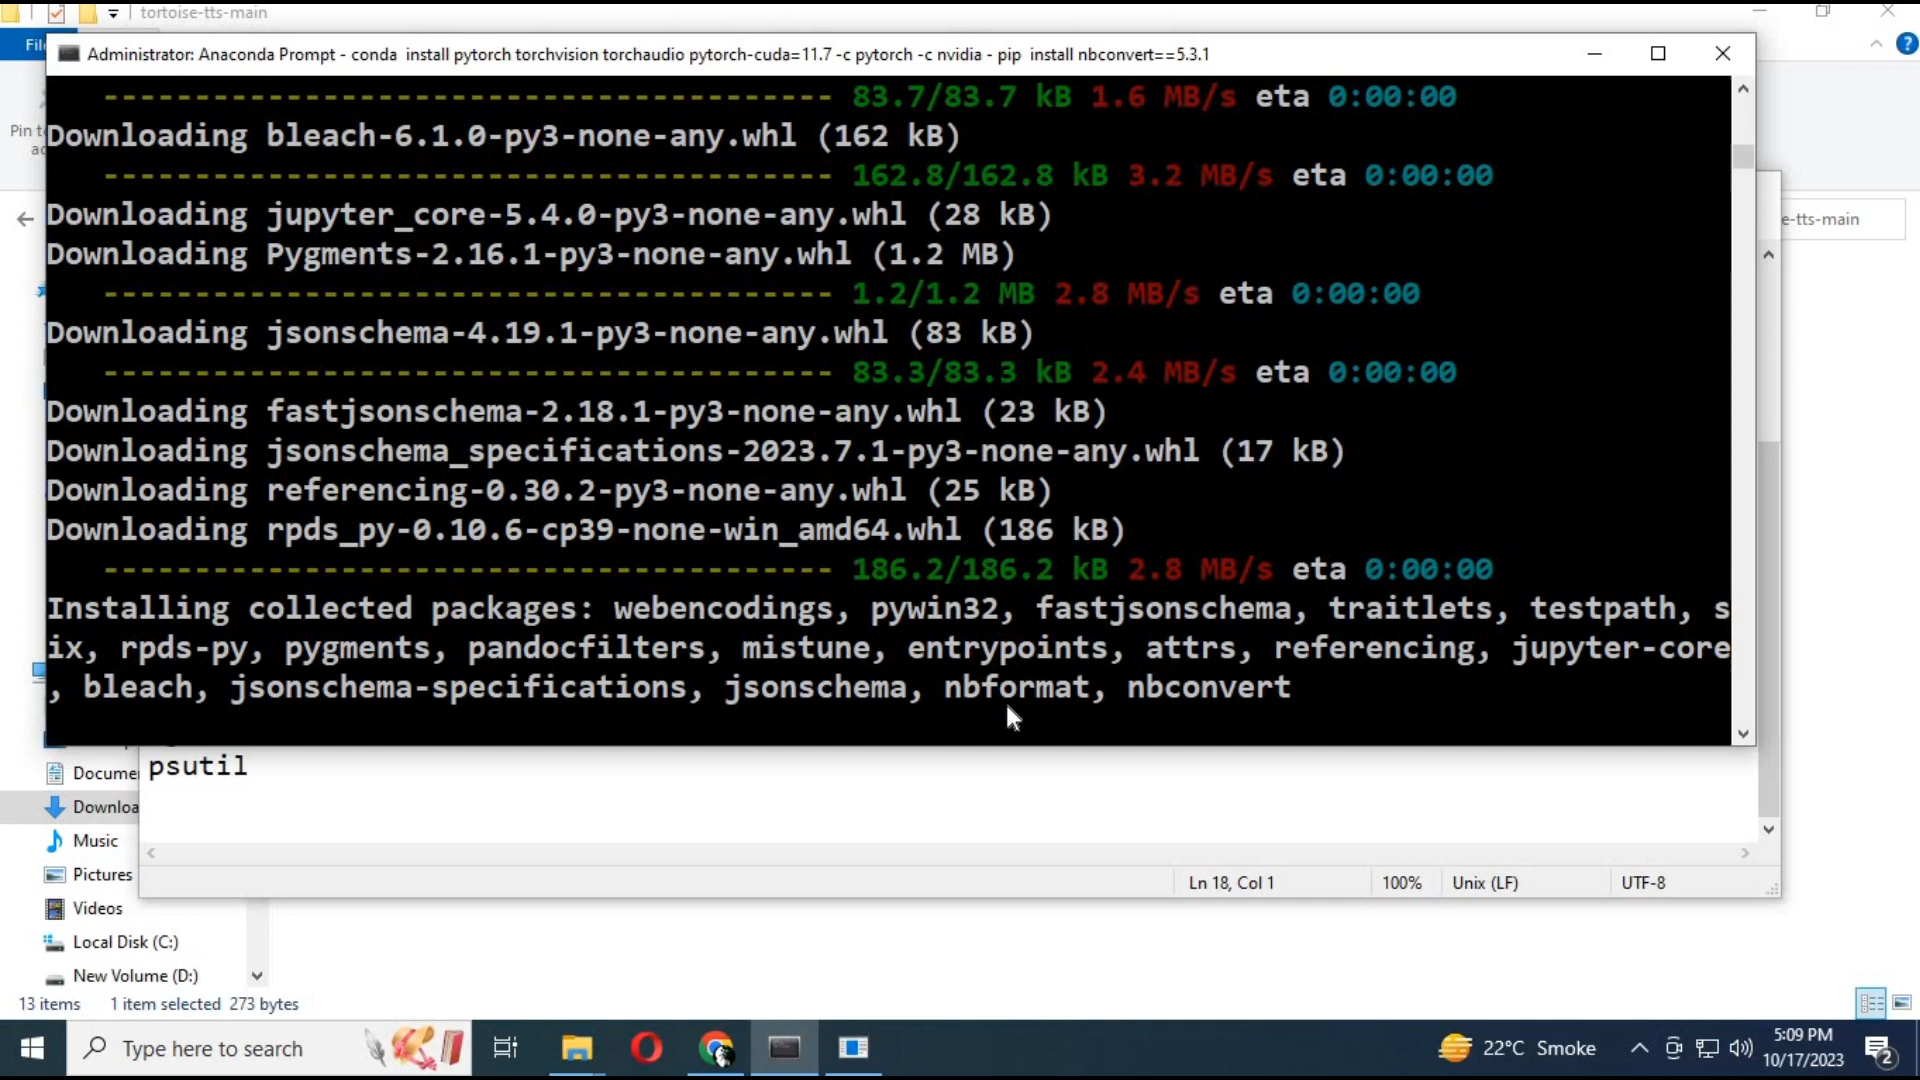 tortoise-tts-main
Administrator: Anaconda Prompt - conda install pytorch torchvision torchaudio pytorch-cuda=11.7 -c pytorch -c nvidia - pip install nbconvert==5.3.1
---------------------------------------- 83.7/83.7 kB 1.6 MB/s eta 0:00:00
Downloading bleach-6.1.0-py3-none-any.whl (162 kB)
---------------------------------------- 162.8/162.8 kB 3.2 MB/s eta 0:00:00
Downloading jupyter_core-5.4.0-py3-none-any.whl (28 kB)
Downloading Pygments-2.16.1-py3-none-any.whl (1.2 MB)
---------------------------------------- 1.2/1.2 MB 2.8 MB/s eta 0:00:00
Downloading jsonschema-4.19.1-py3-none-any.whl (83 kB)
---------------------------------------- 83.3/83.3 kB 2.4 MB/s eta 0:00:00
Downloading fastjsonschema-2.18.1-py3-none-any.whl (23 kB)
Downloading jsonschema_specifications-2023.7.1-py3-none-any.whl (17 kB)
Downloading referencing-0.30.2-py3-none-any.whl (25 kB)
Downloading rpds_py-0.10.6-cp39-none-win_amd64.whl (186 kB)
---------------------------------------- 186.2/186.2 kB 2.8 MB/s eta 0:00:00
Installing collected packages: webencodings, pywin32, fastjsonschema, traitlets, testpath, s
ix, rpds-py, pygments, pandocfilters, mistune, entrypoints, attrs, referencing, jupyter-core
, bleach, jsonschema-specifications, jsonschema, nbformat, nbconvert
Fil
Pin t
ac
e-tts-main
psutil
Docume
Downloa
Music
Pictures
Videos
Local Disk (C:)
New Volume (D:)
Ln 18, Col 1 100% Unix (LF) UTF-8
13 items 1 item selected 273 bytes
Type here to search
22°C Smoke
5:09 PM
10/17/2023
2